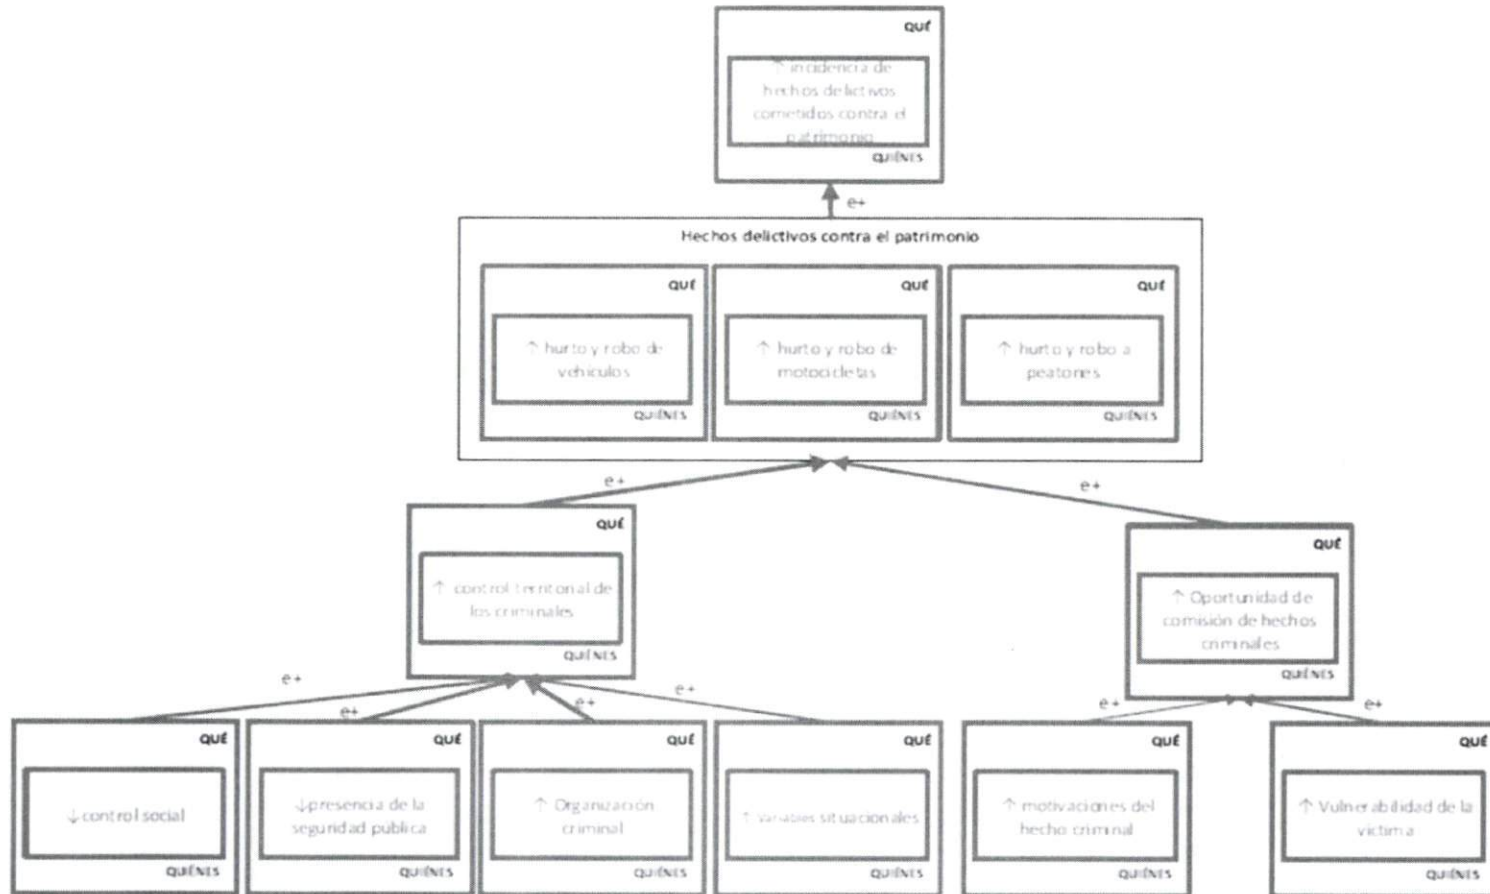 QUÉ
↑ incidencia de
hechos delictivos
cometidos contra el
patrimonio
QUIÉNES
e+
Hechos delictivos contra el patrimonio
QUÉ
↑ hurto y robo de
vehículos
QUIÉNES
QUÉ
↑ hurto y robo de
motocicletas
QUIÉNES
QUÉ
↑ hurto y robo a
peatones
QUIÉNES
e+
e+
QUÉ
↑ control territorial de
los criminales
QUIÉNES
QUÉ
↑ Oportunidad de
comisión de hechos
criminales
QUIÉNES
e+
e+
e+
e+
e+
e+
QUÉ
↓control social
QUIÉNES
QUÉ
↓presencia de la
seguridad pública
QUIÉNES
QUÉ
↑ Organización
criminal
QUIÉNES
QUÉ
↑ Variables situacionales
QUIÉNES
QUÉ
↑ motivaciones del
hecho criminal
QUIÉNES
QUÉ
↑ Vulnerabilidad de la
víctima
QUIÉNES